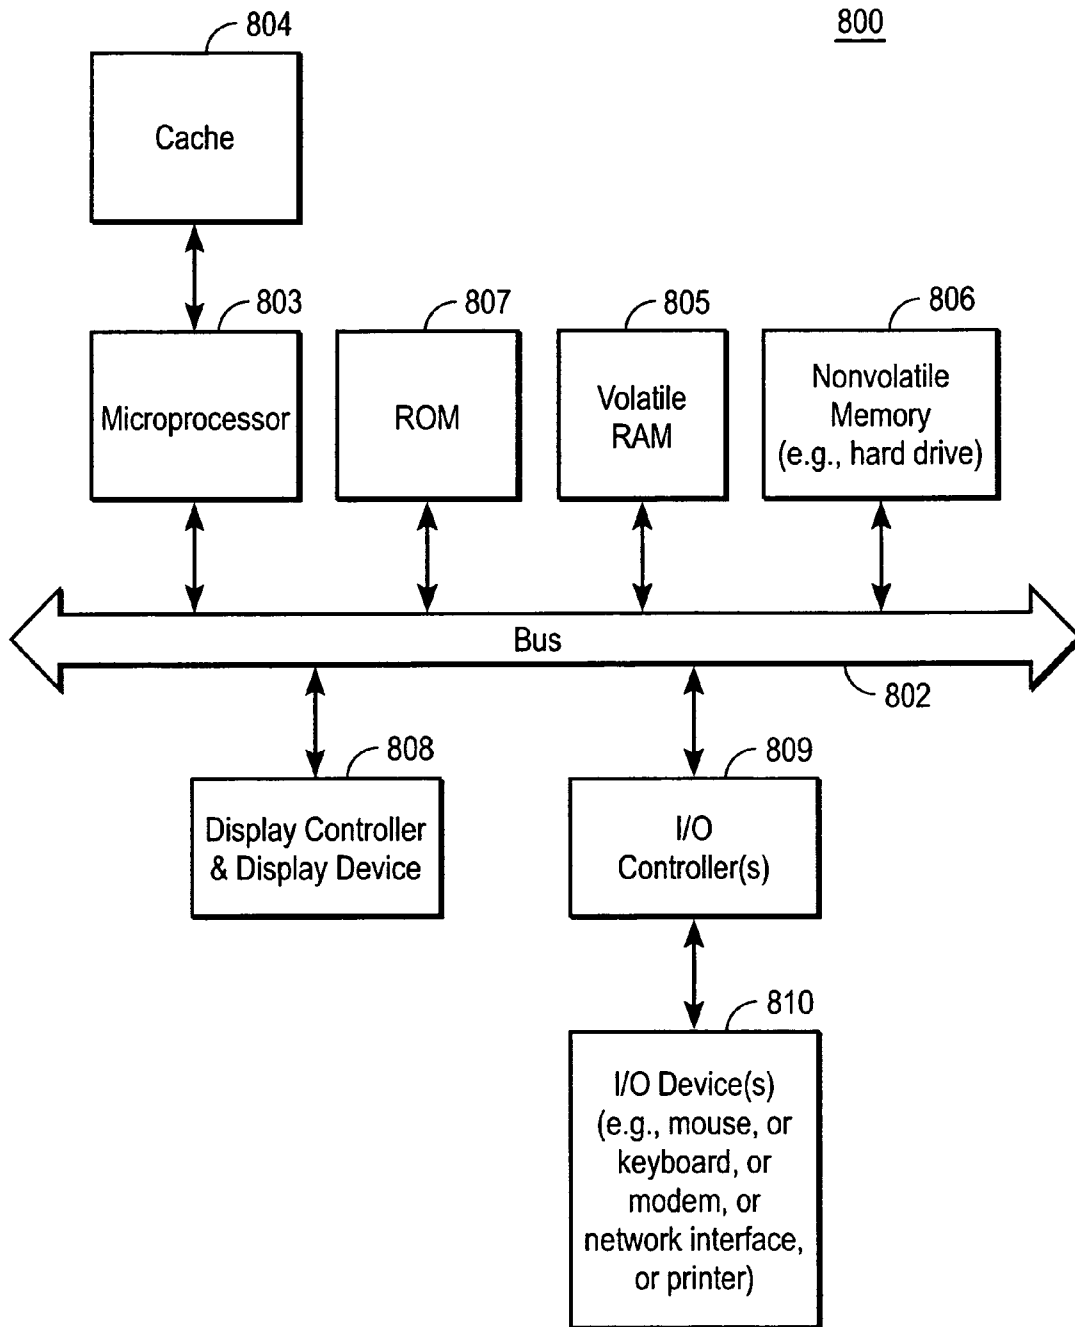 804
800
Cache
803
807
805
806
Microprocessor
ROM
Volatile
RAM
Nonvolatile
Memory
(e.g., hard drive)
Bus
802
808
809
Display Controller
& Display Device
I/O
Controller(s)
810
I/O Device(s)
(e.g., mouse, or
keyboard, or
modem, or
network interface,
or printer)